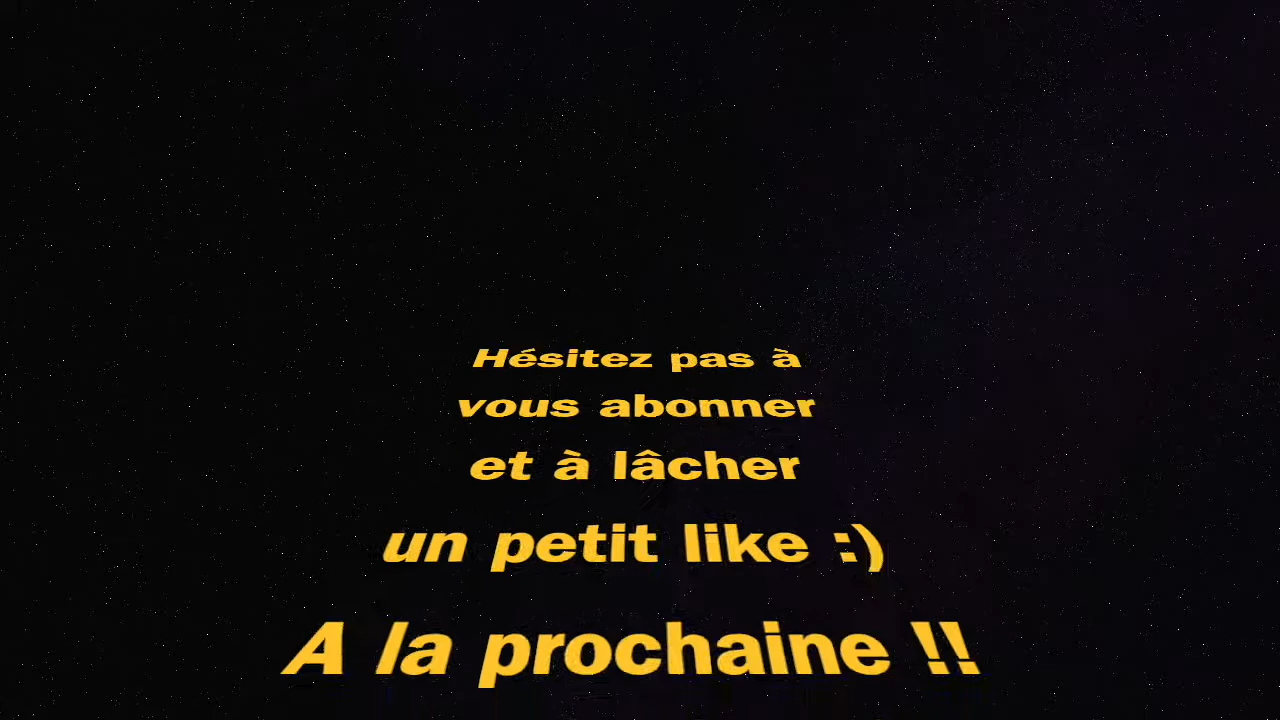 Hésitez pas à
vous abonner
et à lâcher
un petit like :)
A la prochaine !!